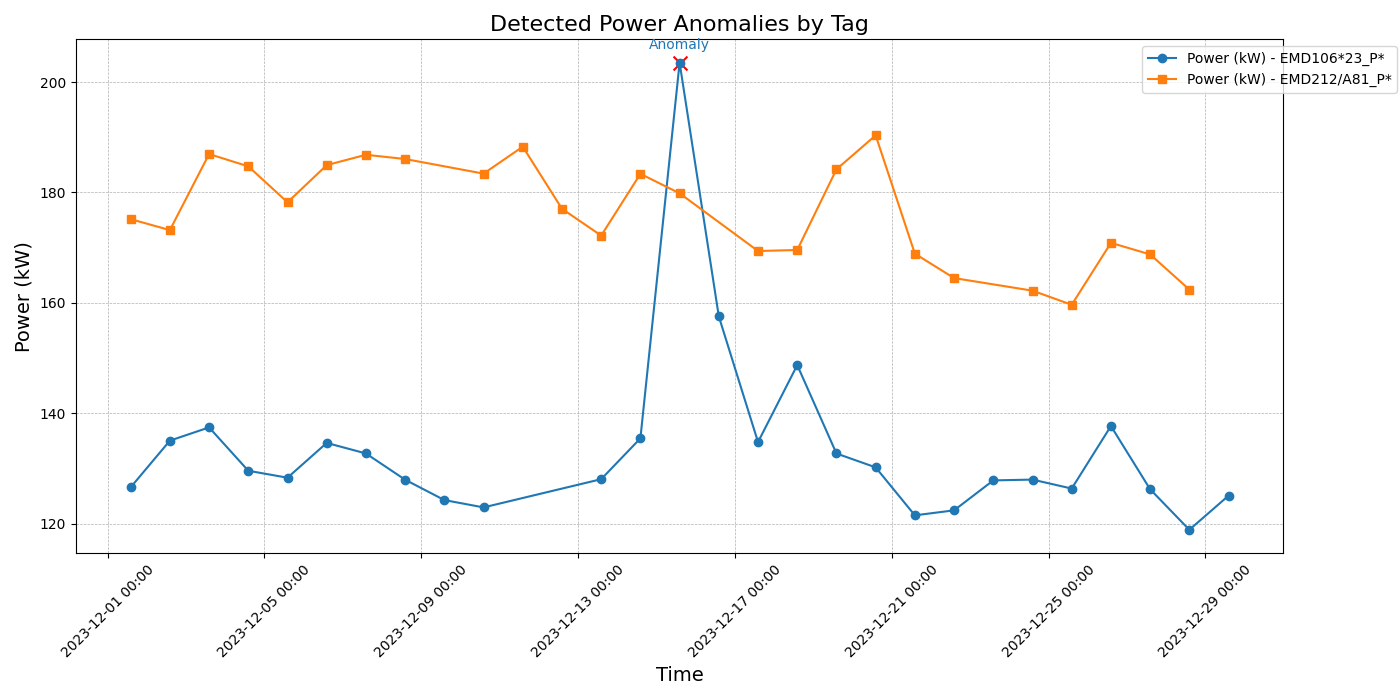 Detected Power Anomalies by Tag
Anomaly
Power (kW) - EMD106*23_P*
Power (kW) - EMD212/A81_P*
Power (kW)
200
180
160
140
120
2023-12-01 00:00
2023-12-05 00:00
2023-12-09 00:00
2023-12-13 00:00
2023-12-17 00:00
2023-12-21 00:00
2023-12-25 00:00
2023-12-29 00:00
Time